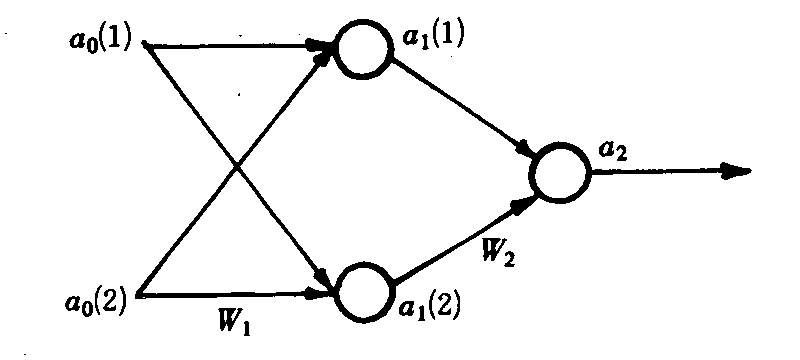 a₀(1)
a₁(1)
a₂
W₂
a₀(2)
W₁
a₁(2)